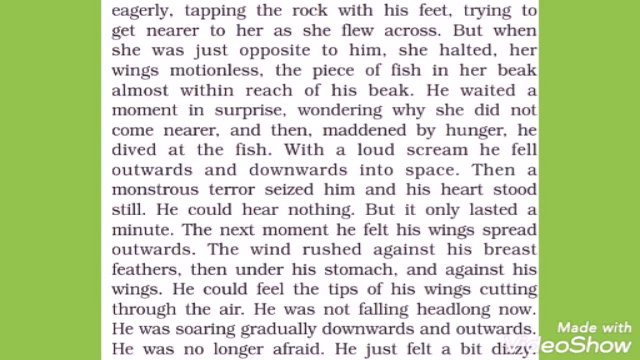 eagerly, tapping the rock with his feet, trying to
get nearer to her as she flew across. But when
she was just opposite to him, she halted, her
wings motionless, the piece of fish in her beak
almost within reach of his beak. He waited a
moment in surprise, wondering why she did not
come nearer, and then, maddened by hunger, he
dived at the fish. With a loud scream he fell
outwards and downwards into space. Then a
monstrous terror seized him and his heart stood
still. He could hear nothing. But it only lasted a
minute. The next moment he felt his wings spread
outwards. The wind rushed against his breast
feathers, then under his stomach, and against his
wings. He could feel the tips of his wings cutting
through the air. He was not falling headlong now.
He was soaring gradually downwards and outwards.
He was no longer afraid. He just felt a bit dizzy.
Made with
VideoShow